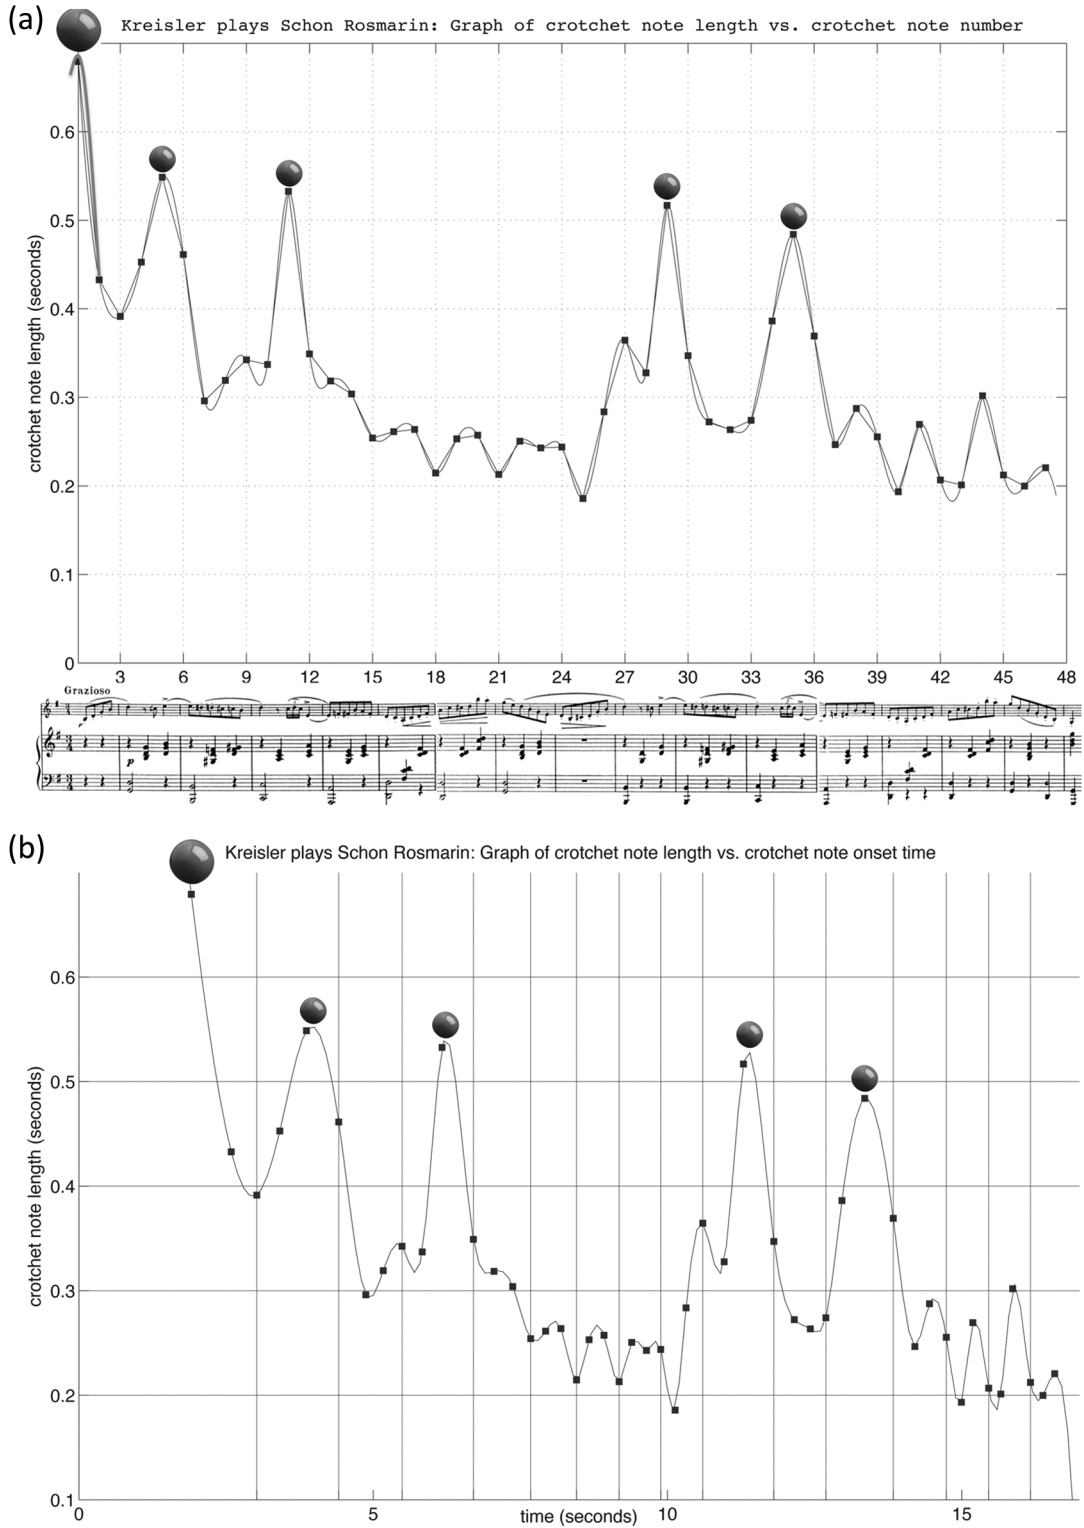 (a)
Kreisler plays Schon Rosmarin: Graph of crotchet note length vs. crotchet note number
crotchet note length (seconds)
0.6
0.5
0.4
0.3
0.2
0.1
0
3 6 9 12 15 18 21 24 27 30 33 36 39 42 45 48
Grazioso
p
p
(b)
Kreisler plays Schon Rosmarin: Graph of crotchet note length vs. crotchet note onset time
crotchet note length (seconds)
0.6
0.5
0.4
0.3
0.2
0.1
0 5 10 15
time (seconds)